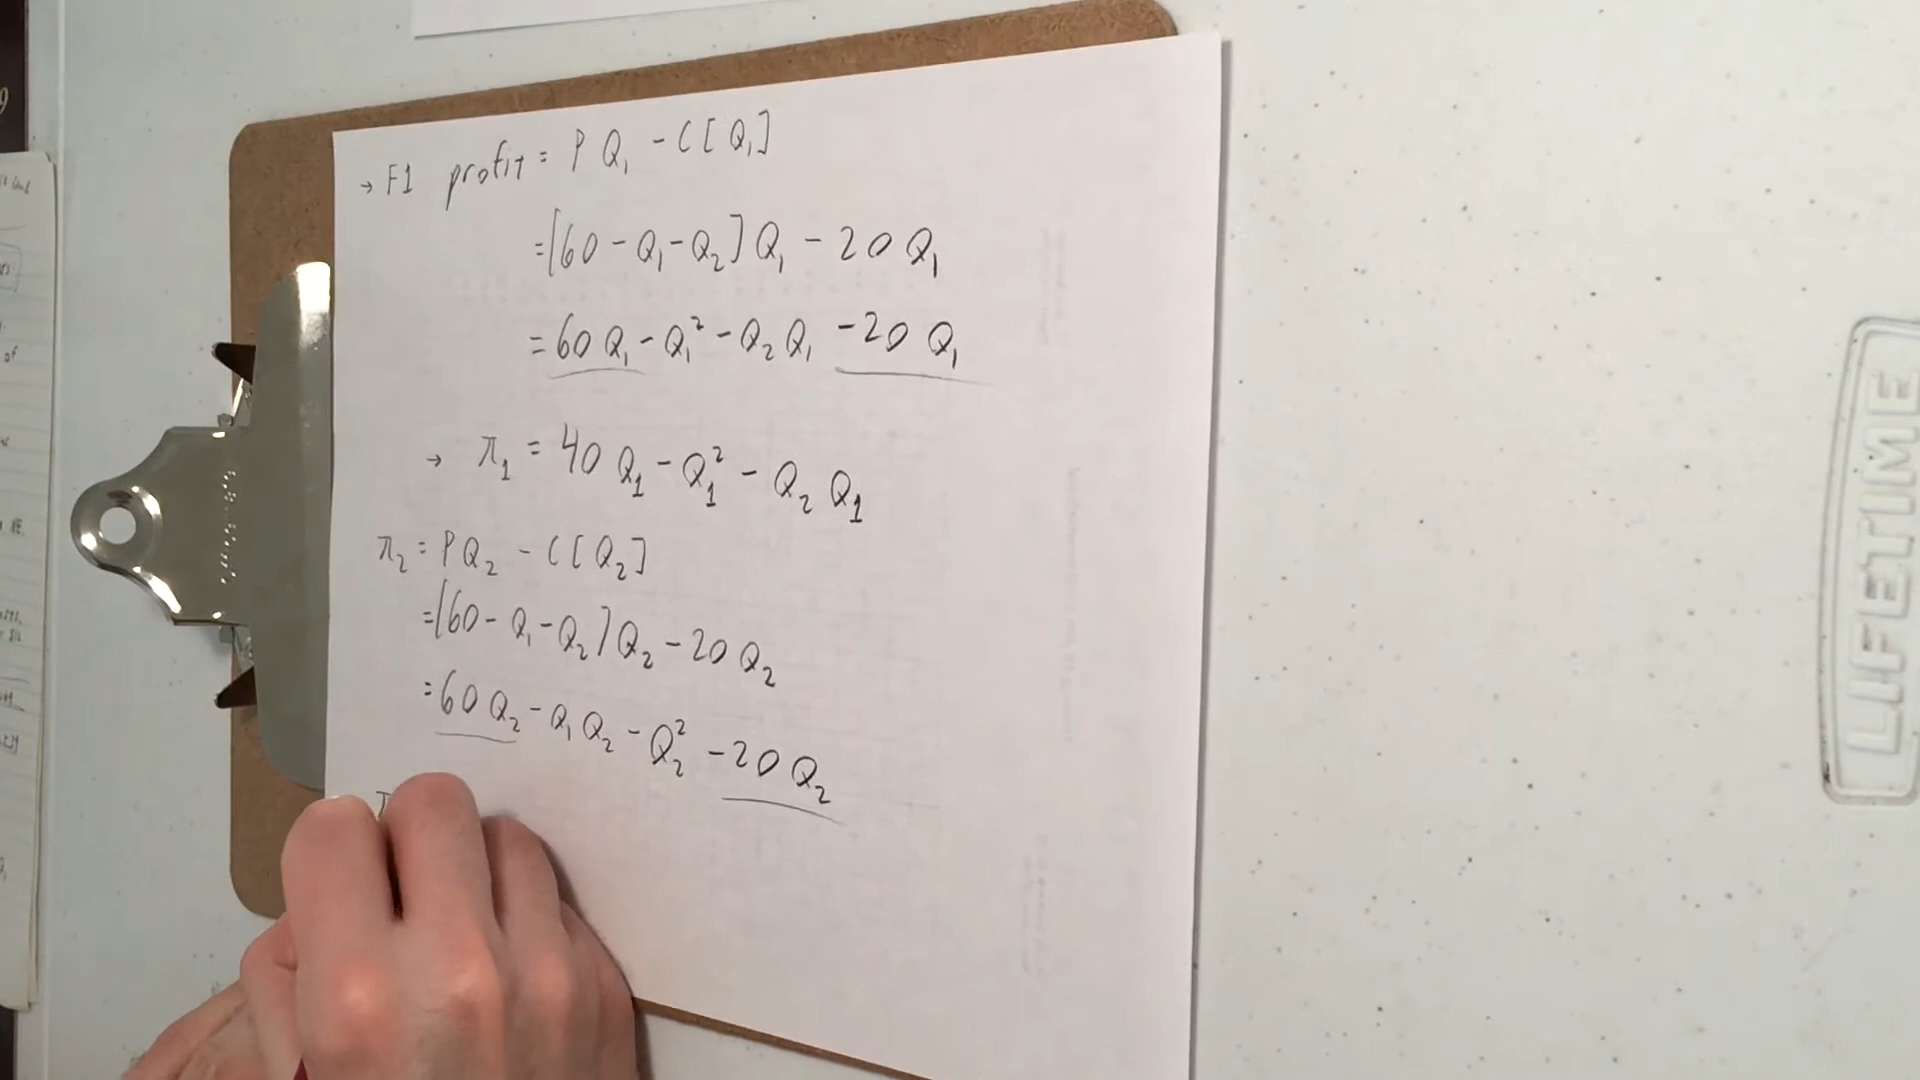 → F1 profit = P Q₁ - C[Q₁]
= [60 - Q₁ - Q₂] Q₁ - 20 Q₁
= 60 Q₁ - Q₁² - Q₂ Q₁ - 20 Q₁
→ π₁ = 40 Q₁ - Q₁² - Q₂ Q₁
π₂ = P Q₂ - C[Q₂]
= [60 - Q₁ - Q₂] Q₂ - 20 Q₂
= 60 Q₂ - Q₁ Q₂ - Q₂² - 20 Q₂
LIFETIME